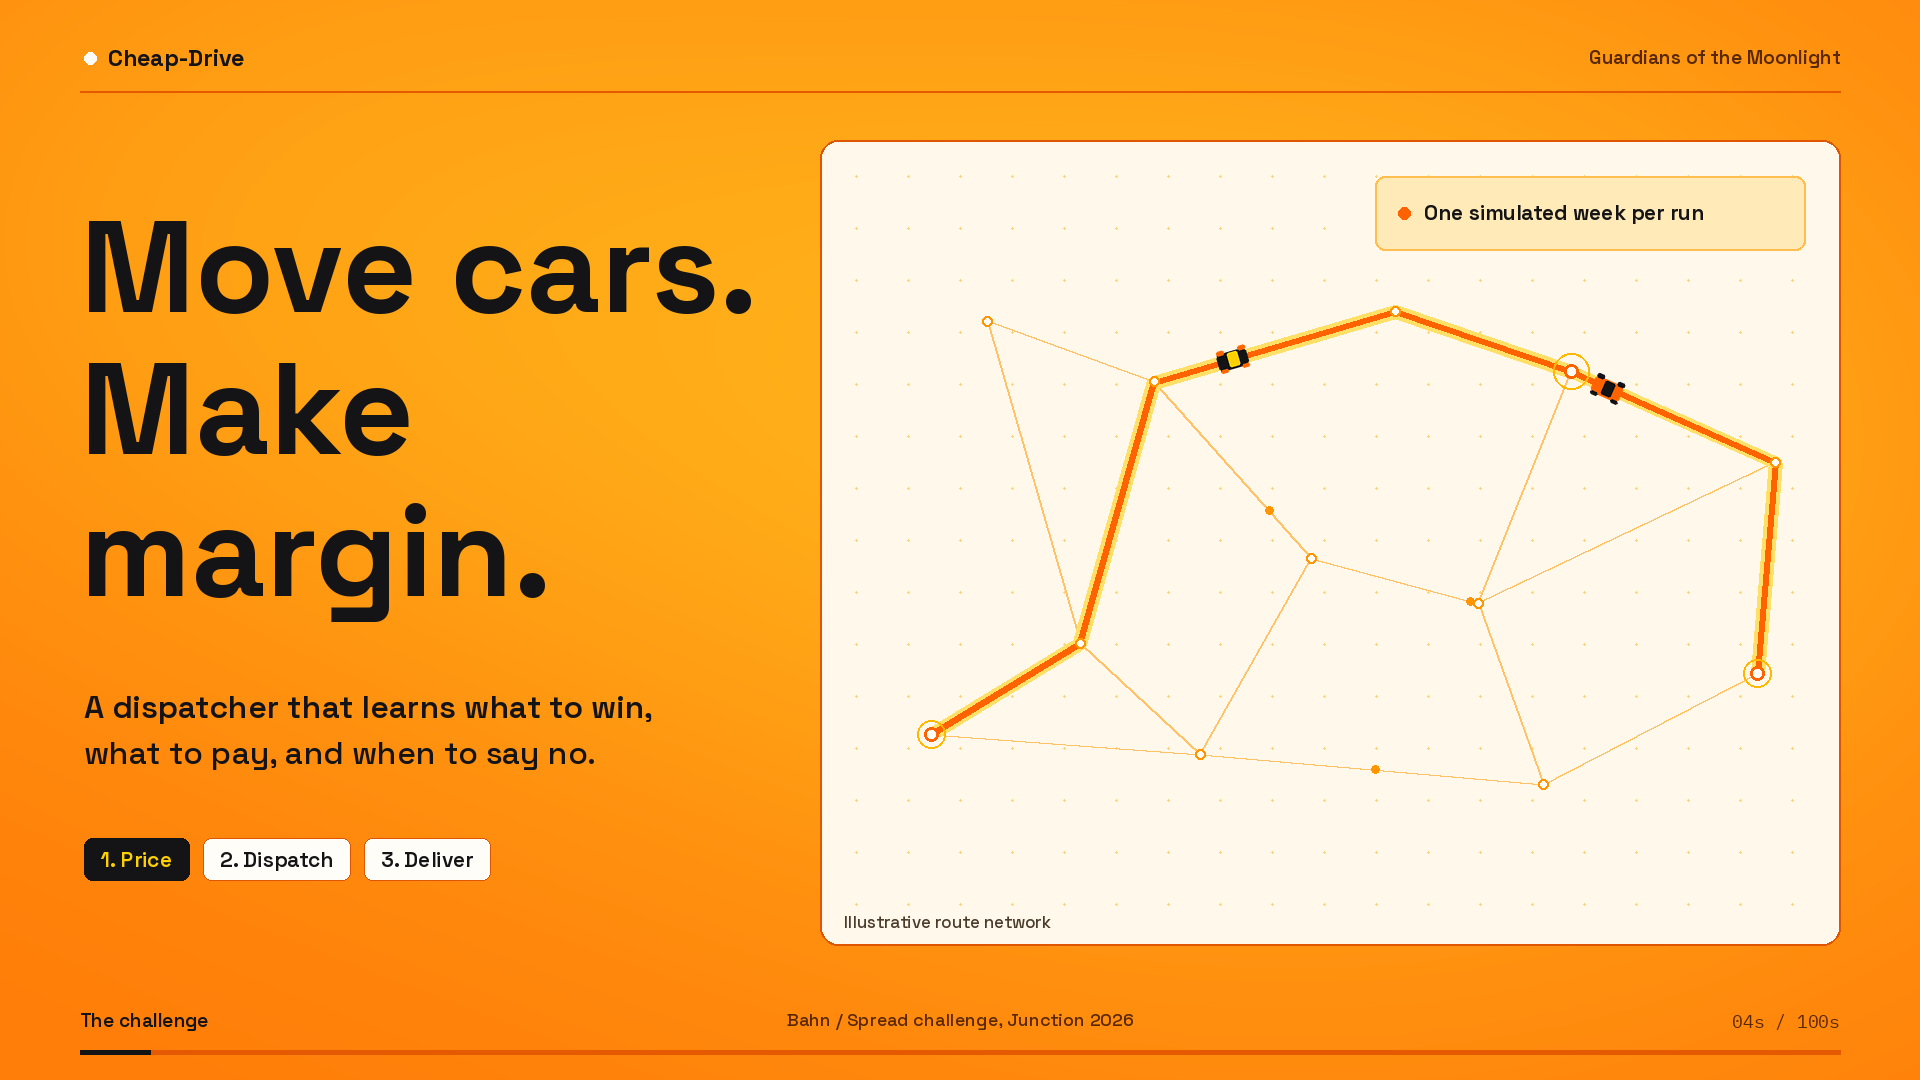 Cheap-Drive
Guardians of the Moonlight
Move cars.
Make
margin.
A dispatcher that learns what to win,
what to pay, and when to say no.
1. Price
2. Dispatch
3. Deliver
One simulated week per run
Illustrative route network
The challenge
Bahn / Spread challenge, Junction 2026
04s / 100s